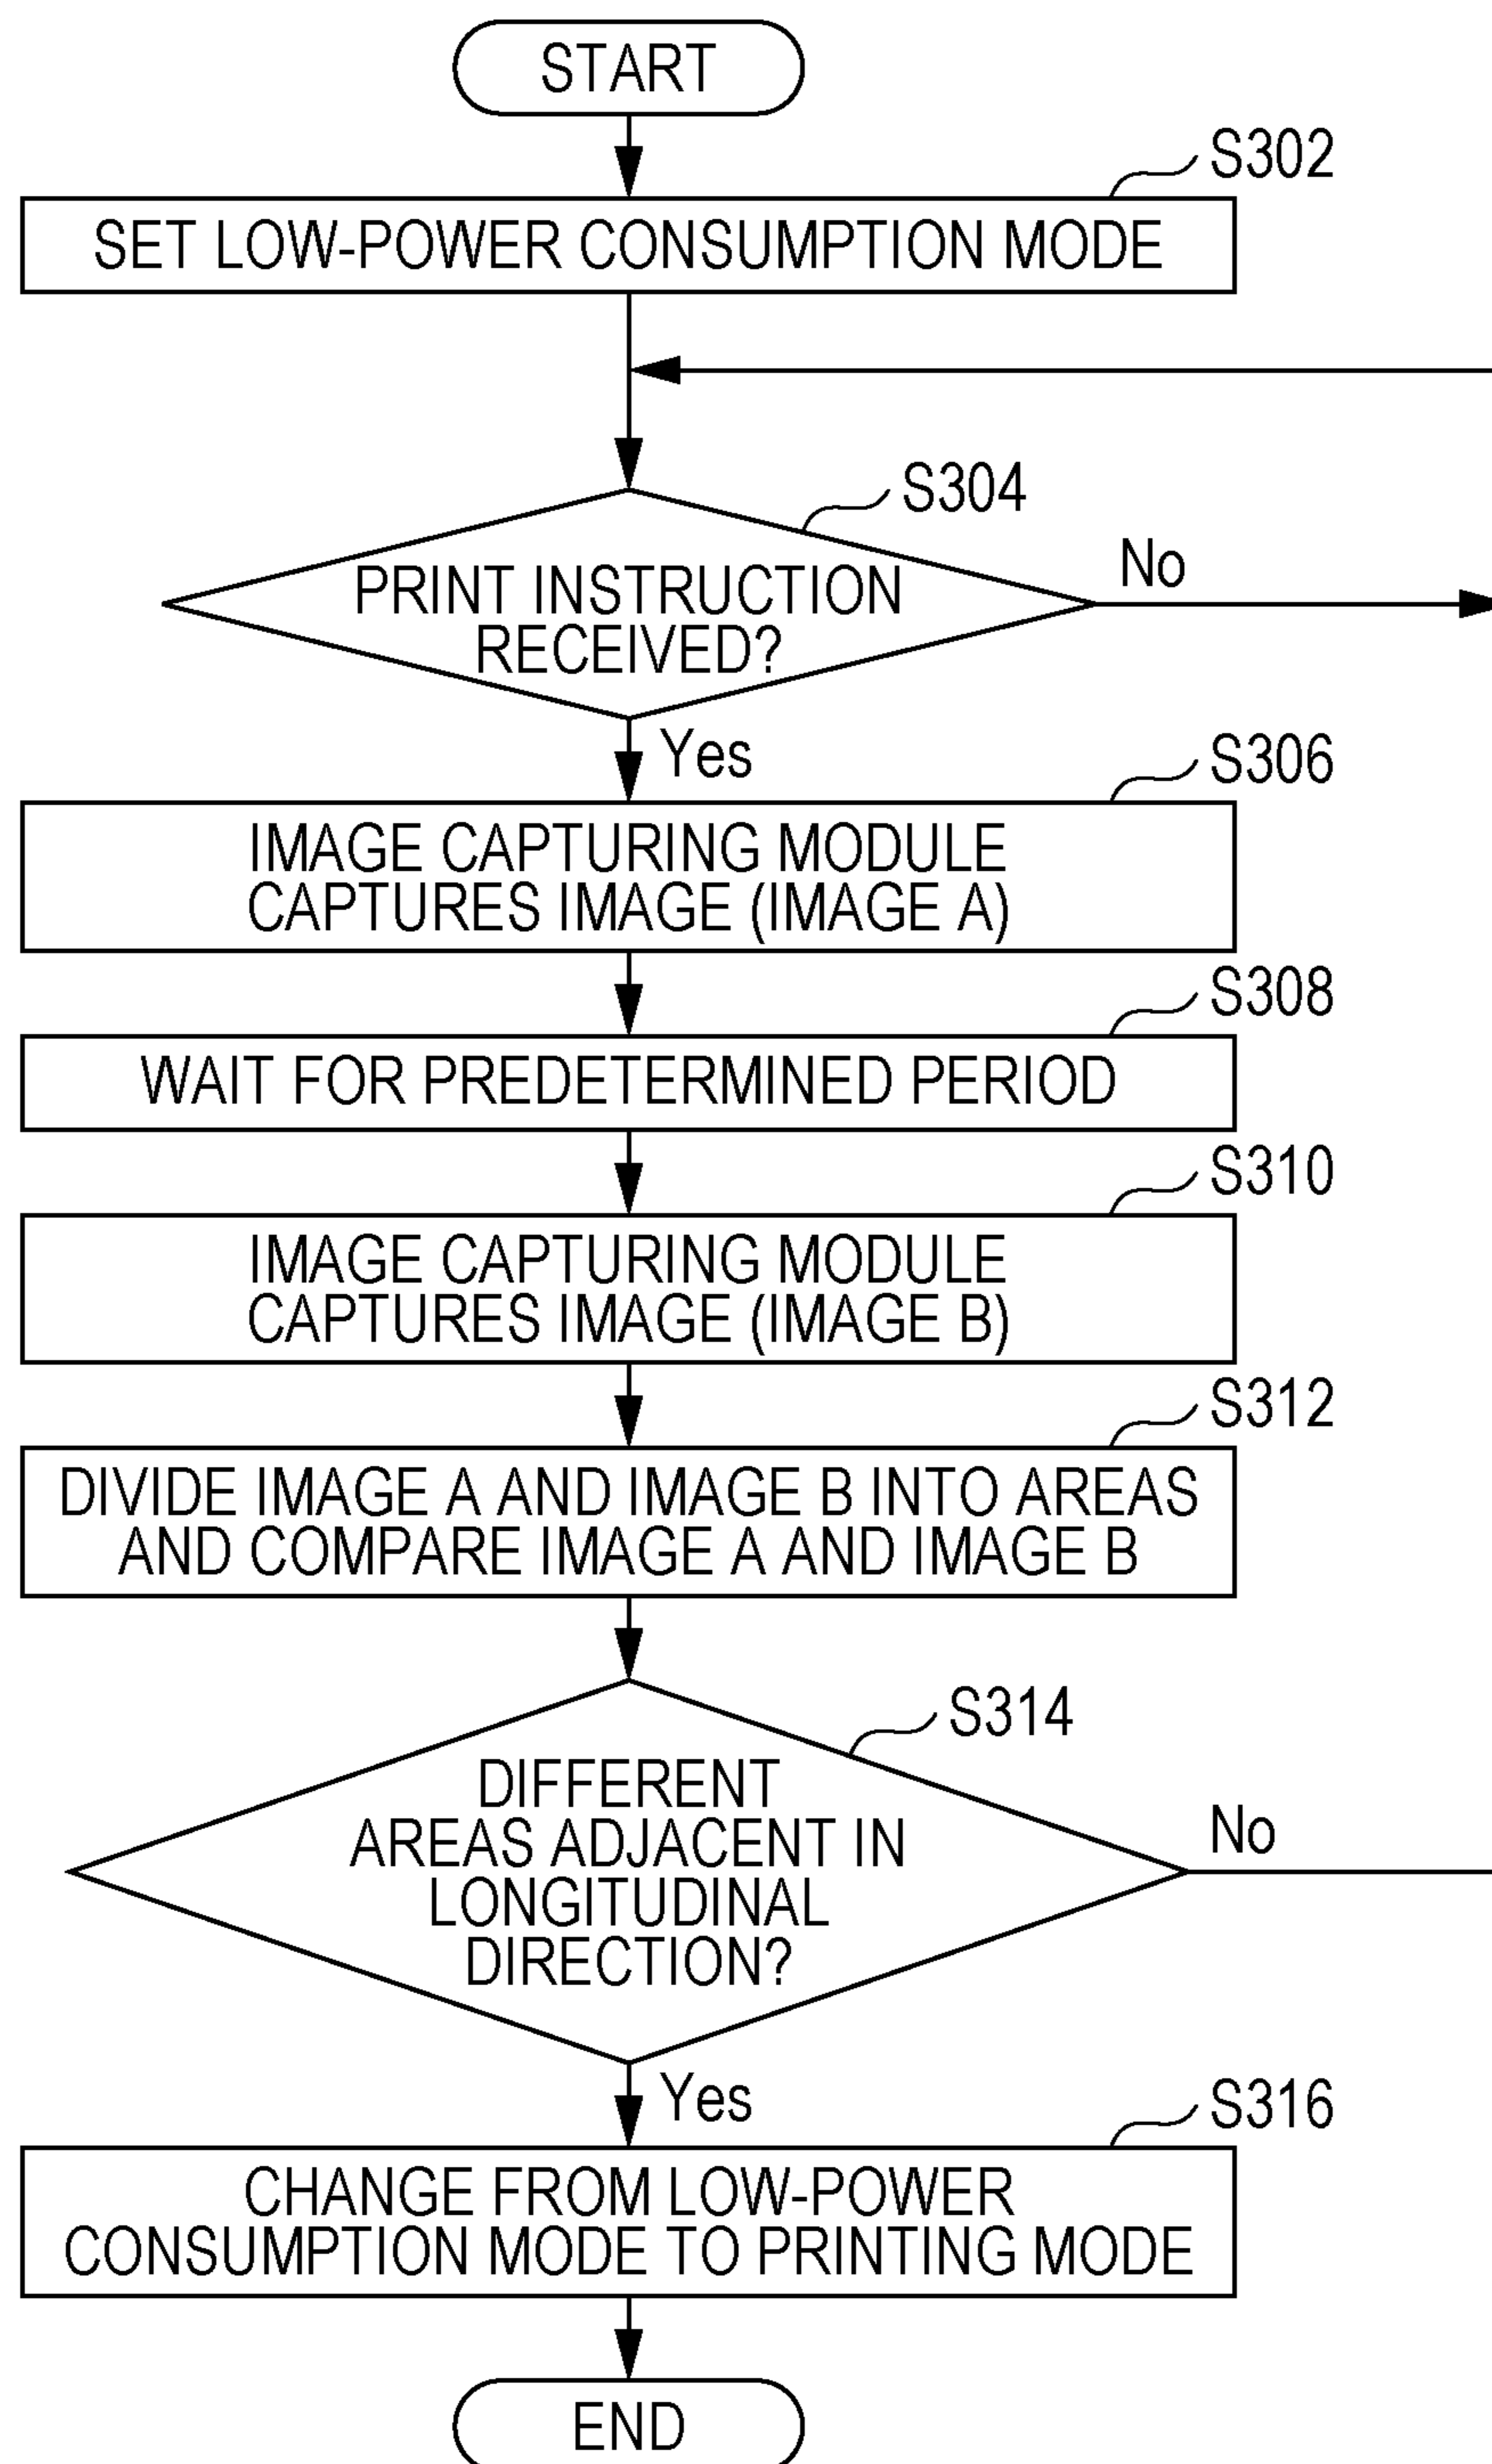 START
S302
SET LOW-POWER CONSUMPTION MODE
S304
PRINT INSTRUCTION
RECEIVED?
No
Yes
S306
IMAGE CAPTURING MODULE
CAPTURES IMAGE (IMAGE A)
S308
WAIT FOR PREDETERMINED PERIOD
S310
IMAGE CAPTURING MODULE
CAPTURES IMAGE (IMAGE B)
S312
DIVIDE IMAGE A AND IMAGE B INTO AREAS
AND COMPARE IMAGE A AND IMAGE B
S314
DIFFERENT
AREAS ADJACENT IN
LONGITUDINAL
DIRECTION?
No
Yes
S316
CHANGE FROM LOW-POWER
CONSUMPTION MODE TO PRINTING MODE
END